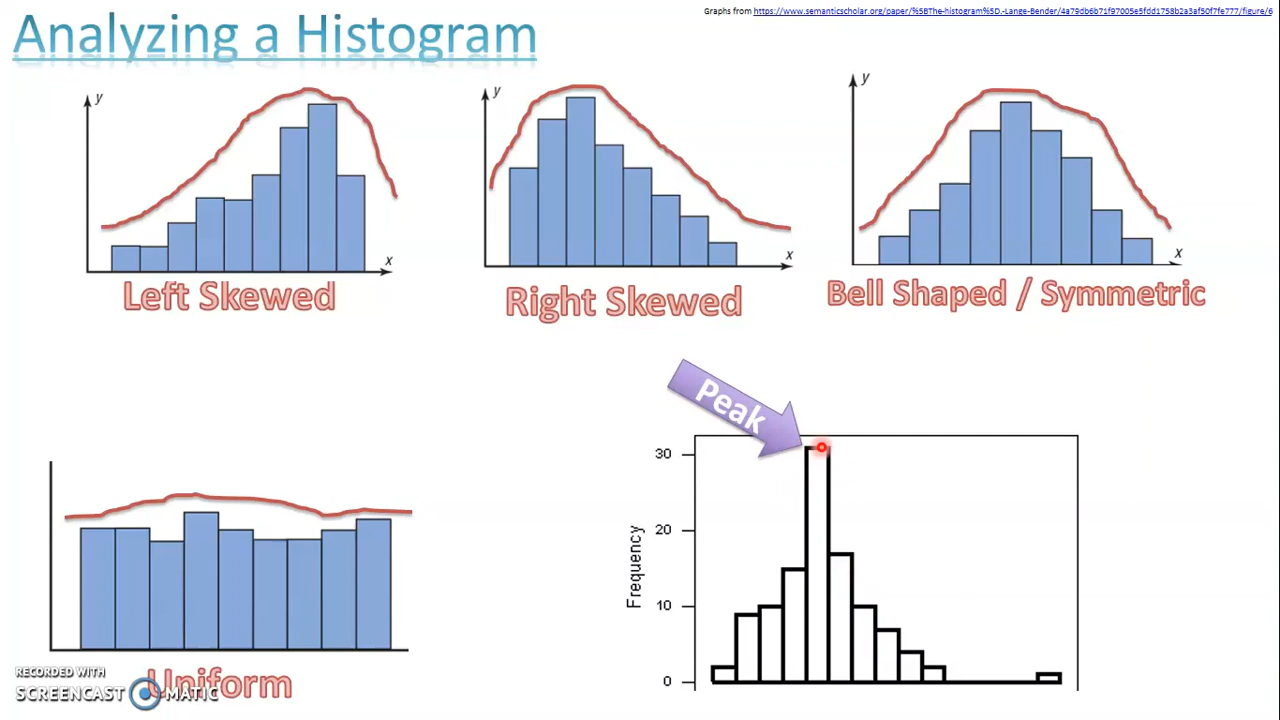 Graphs from https://www.semanticscholar.org/paper/%5BThe-histogram%5D.-Lange-Bender/4a79db6b71f97005e5fdd1758b2a3af50f7fe777/figure/6
Analyzing a Histogram
y
x
Left Skewed
y
x
Right Skewed
y
x
Bell Shaped / Symmetric
Uniform
Peak
Frequency
30
20
10
0
RECORDED WITH
SCREENCAST MATIC